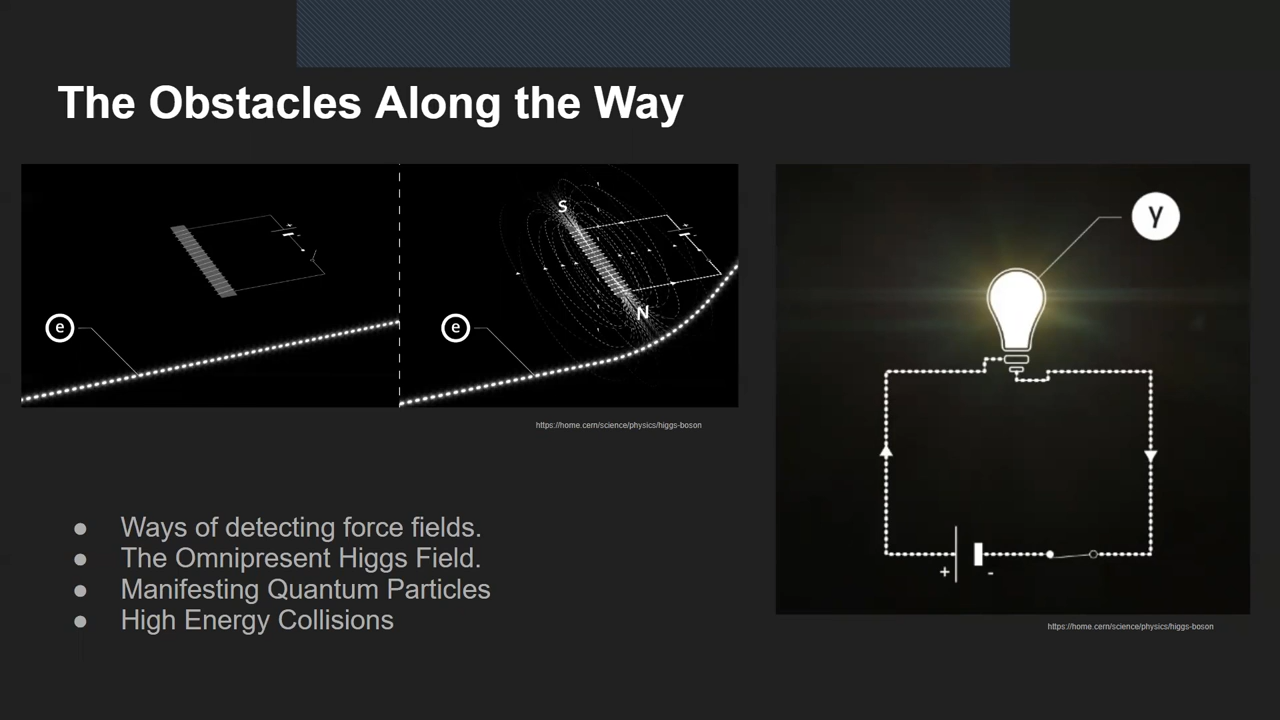 The Obstacles Along the Way
S
N
e
e
https://home.cern/science/physics/higgs-boson
γ
+
-
https://home.cern/science/physics/higgs-boson
● Ways of detecting force fields.
● The Omnipresent Higgs Field.
● Manifesting Quantum Particles
● High Energy Collisions